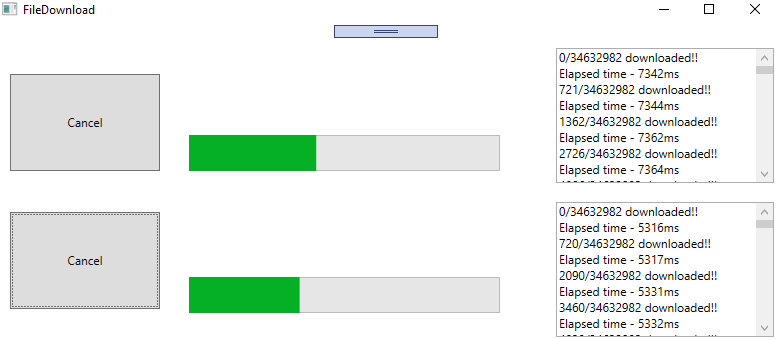 FileDownload
Cancel
0/34632982 downloaded!!
Elapsed time - 7342ms
721/34632982 downloaded!!
Elapsed time - 7344ms
1362/34632982 downloaded!!
Elapsed time - 7362ms
2726/34632982 downloaded!!
Elapsed time - 7364ms
Cancel
0/34632982 downloaded!!
Elapsed time - 5316ms
720/34632982 downloaded!!
Elapsed time - 5317ms
2090/34632982 downloaded!!
Elapsed time - 5331ms
3460/34632982 downloaded!!
Elapsed time - 5332ms